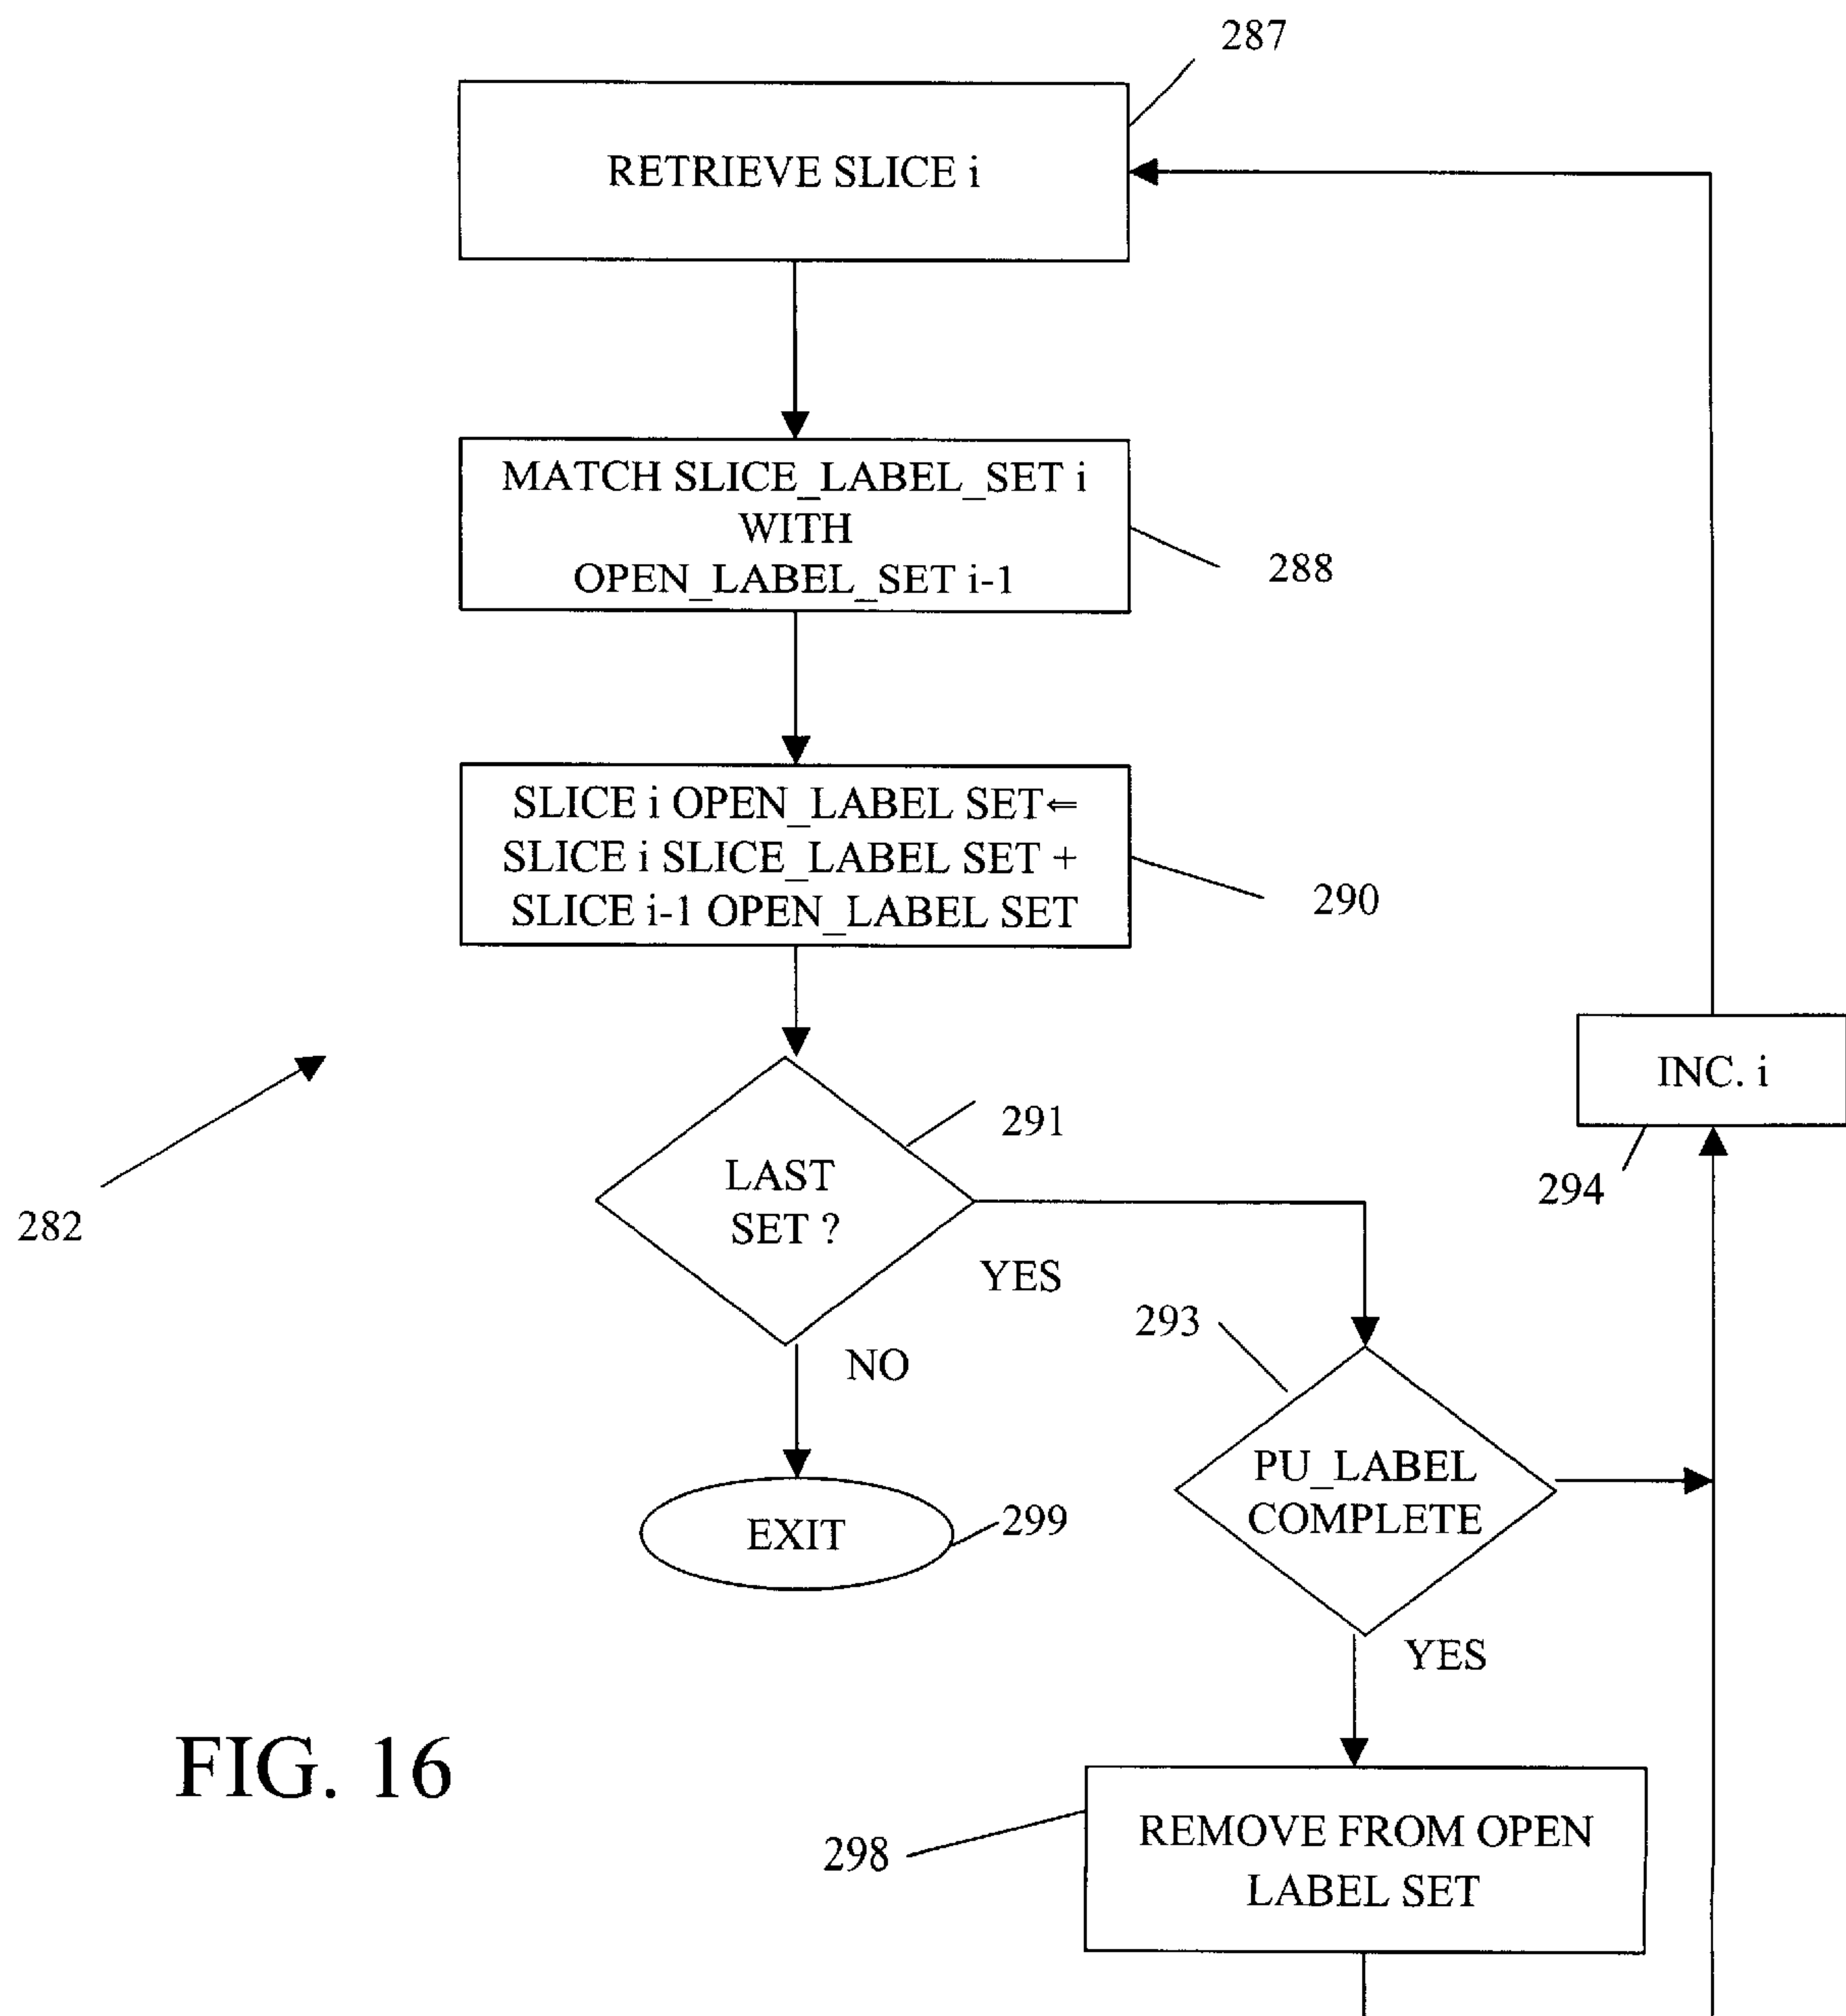 287
RETRIEVE SLICE i
MATCH SLICE_LABEL_SET i
WITH
OPEN_LABEL_SET i-1
288
SLICE i OPEN_LABEL SET⇐
SLICE i SLICE_LABEL SET +
SLICE i-1 OPEN_LABEL SET
290
INC. i
294
282
291
LAST
SET ?
YES
NO
293
PU_LABEL
COMPLETE
EXIT
299
YES
FIG. 16
298
REMOVE FROM OPEN
LABEL SET